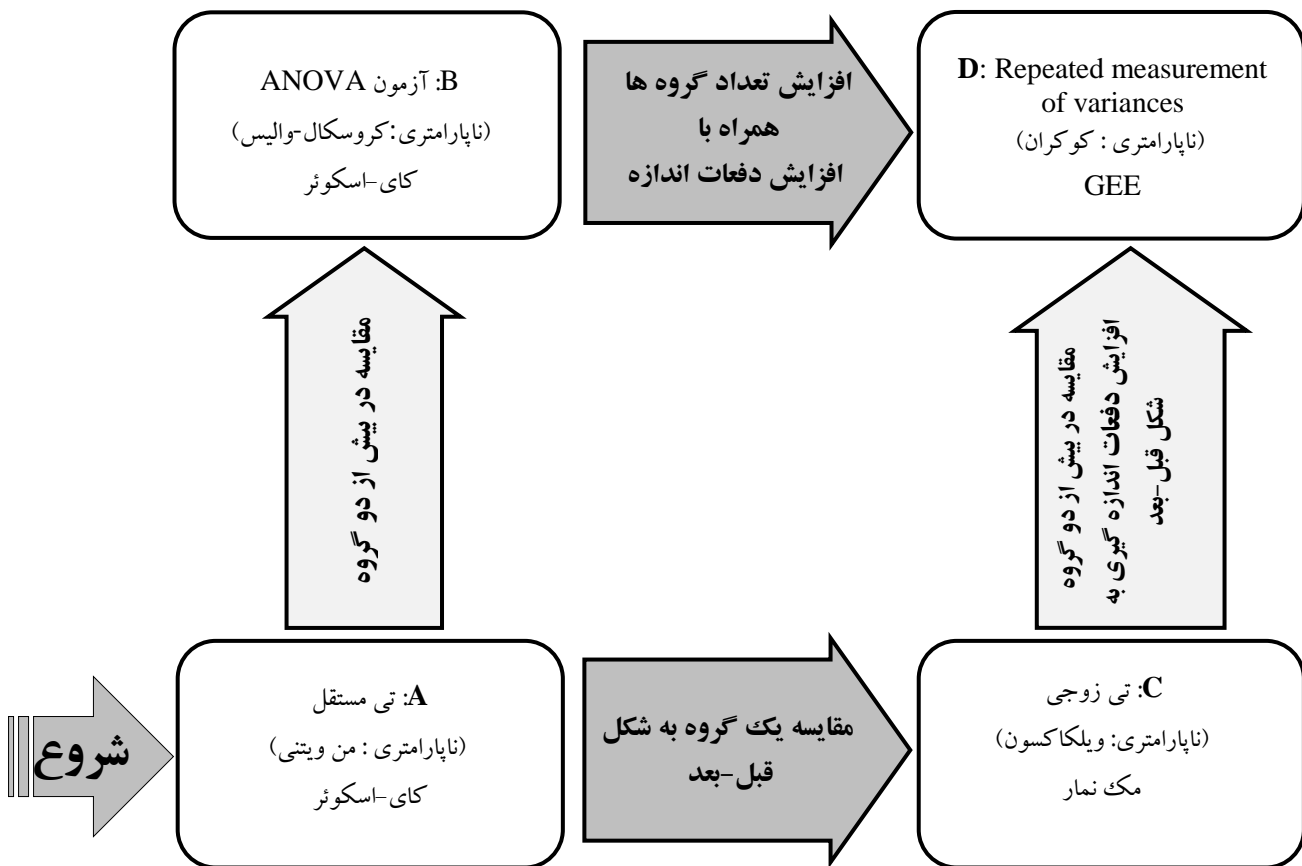 B: آزمون ANOVA
(ناپارامتری:کروسکال-والیس)
کای-اسکوئر
افزایش تعداد گروه ها
همراه با
افزایش دفعات اندازه
D: Repeated measurement
of variances
(ناپارامتری : کوکران)
GEE
مقایسه در بیش از دو گروه
مقایسه در بیش از دو گروه
افزایش دفعات اندازه گیری به
شکل قبل-بعد
شروع
A: تی مستقل
(ناپارامتری : من ویتنی)
کای-اسکوئر
مقایسه یک گروه به شکل
قبل-بعد
C: تی زوجی
(ناپارامتری: ویلکاکسون)
مک نمار